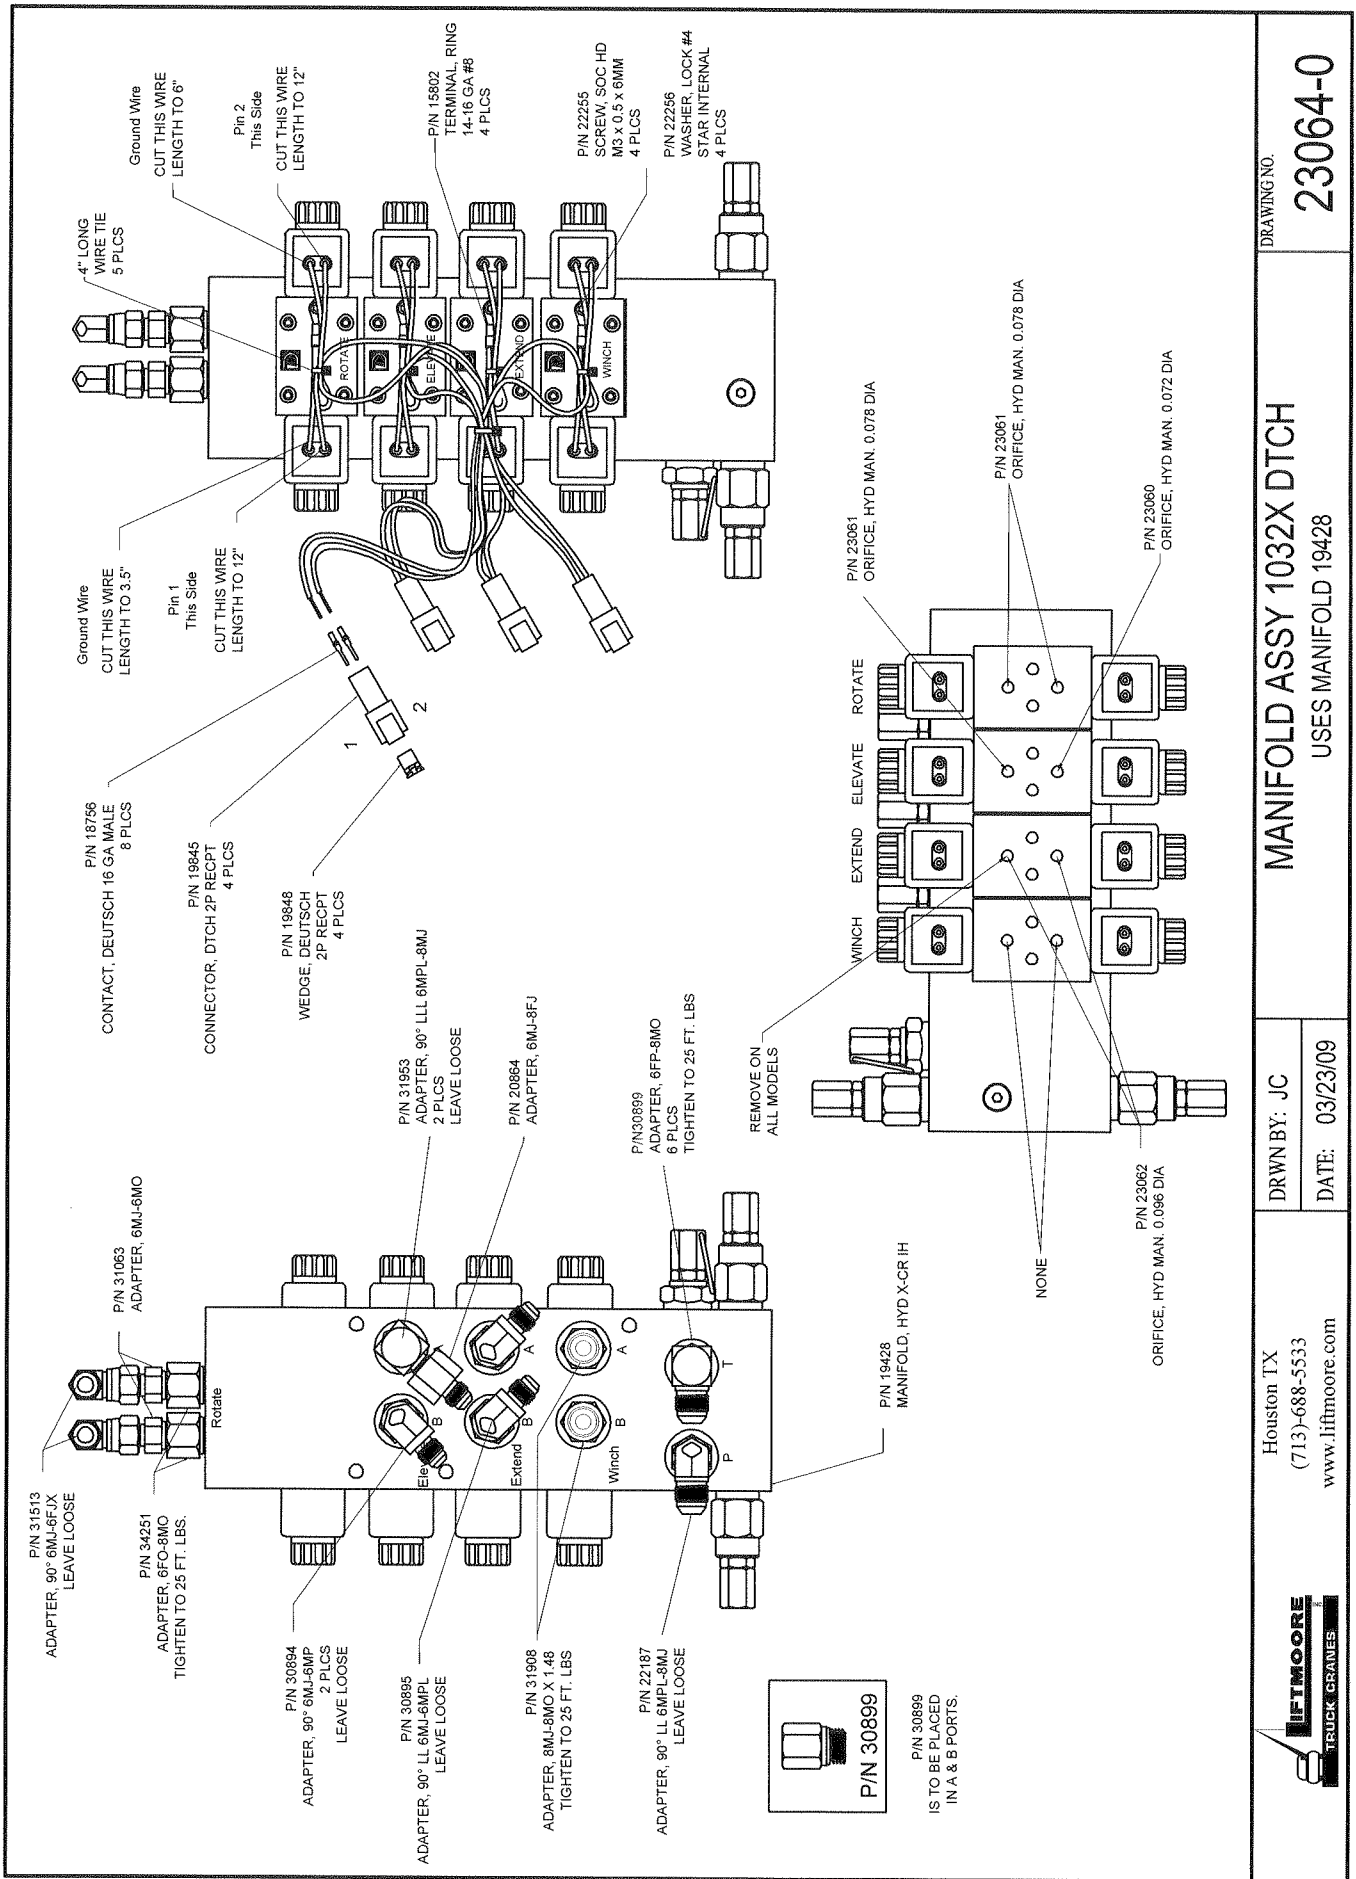 Ground Wire
CUT THIS WIRE
LENGTH TO 6"
Pin 2
This Side
CUT THIS WIRE
LENGTH TO 12"
4" LONG
WIRE TIE
5 PLCS
P/N 15802
TERMINAL, RING
14-16 GA #8
4 PLCS
P/N 22255
SCREW, SOC HD
M3 x 0.5 x 6MM
4 PLCS
P/N 22256
WASHER, LOCK #4
STAR INTERNAL
4 PLCS
ROTATE
ELEVATE
EXTEND
WINCH
Ground Wire
CUT THIS WIRE
LENGTH TO 3.5"
Pin 1
This Side
CUT THIS WIRE
LENGTH TO 12"
P/N 18756
CONTACT, DEUTSCH 16 GA MALE
8 PLCS
P/N 19845
CONNECTOR, DTCH 2P RECPT
4 PLCS
P/N 19848
WEDGE, DEUTSCH
2P RECPT
4 PLCS
1
2
P/N 31513
ADAPTER, 90° 6MJ-6FJX
LEAVE LOOSE
P/N 34251
ADAPTER, 6FO-8MO
TIGHTEN TO 25 FT. LBS.
P/N 31063
ADAPTER, 6MJ-6MO
P/N 31953
ADAPTER, 90° LLL 6MPL-8MJ
2 PLCS
LEAVE LOOSE
P/N 20864
ADAPTER, 6MJ-8FJ
P/N30899
ADAPTER, 6FP-8MO
6 PLCS
TIGHTEN TO 25 FT. LBS
P/N 30894
ADAPTER, 90° 6MJ-6MP
2 PLCS
LEAVE LOOSE
P/N 30895
ADAPTER, 90° LL 6MJ-6MPL
LEAVE LOOSE
P/N 31908
ADAPTER, 8MJ-8MO X 1.48
TIGHTEN TO 25 FT. LBS
P/N 22187
ADAPTER, 90° LL 6MPL-8MJ
LEAVE LOOSE
P/N 19428
MANIFOLD, HYD X-CR IH
Rotate
B
Ele
A
B
Extend
A
B
Winch
T
P
P/N 30899
P/N 30899
IS TO BE PLACED
IN A & B PORTS.
WINCH
EXTEND
ELEVATE
ROTATE
P/N 23061
ORIFICE, HYD MAN. 0.078 DIA
P/N 23061
ORIFICE, HYD MAN. 0.078 DIA
P/N 23060
ORIFICE, HYD MAN. 0.072 DIA
REMOVE ON
ALL MODELS
NONE
P/N 23062
ORIFICE, HYD MAN. 0.096 DIA
LIFTMOORE INC.
TRUCK CRANES
Houston TX
(713)-688-5533
www.liftmoore.com
DRWN BY: JC
DATE: 03/23/09
MANIFOLD ASSY 1032X DTCH
USES MANIFOLD 19428
DRAWING NO.
23064-0